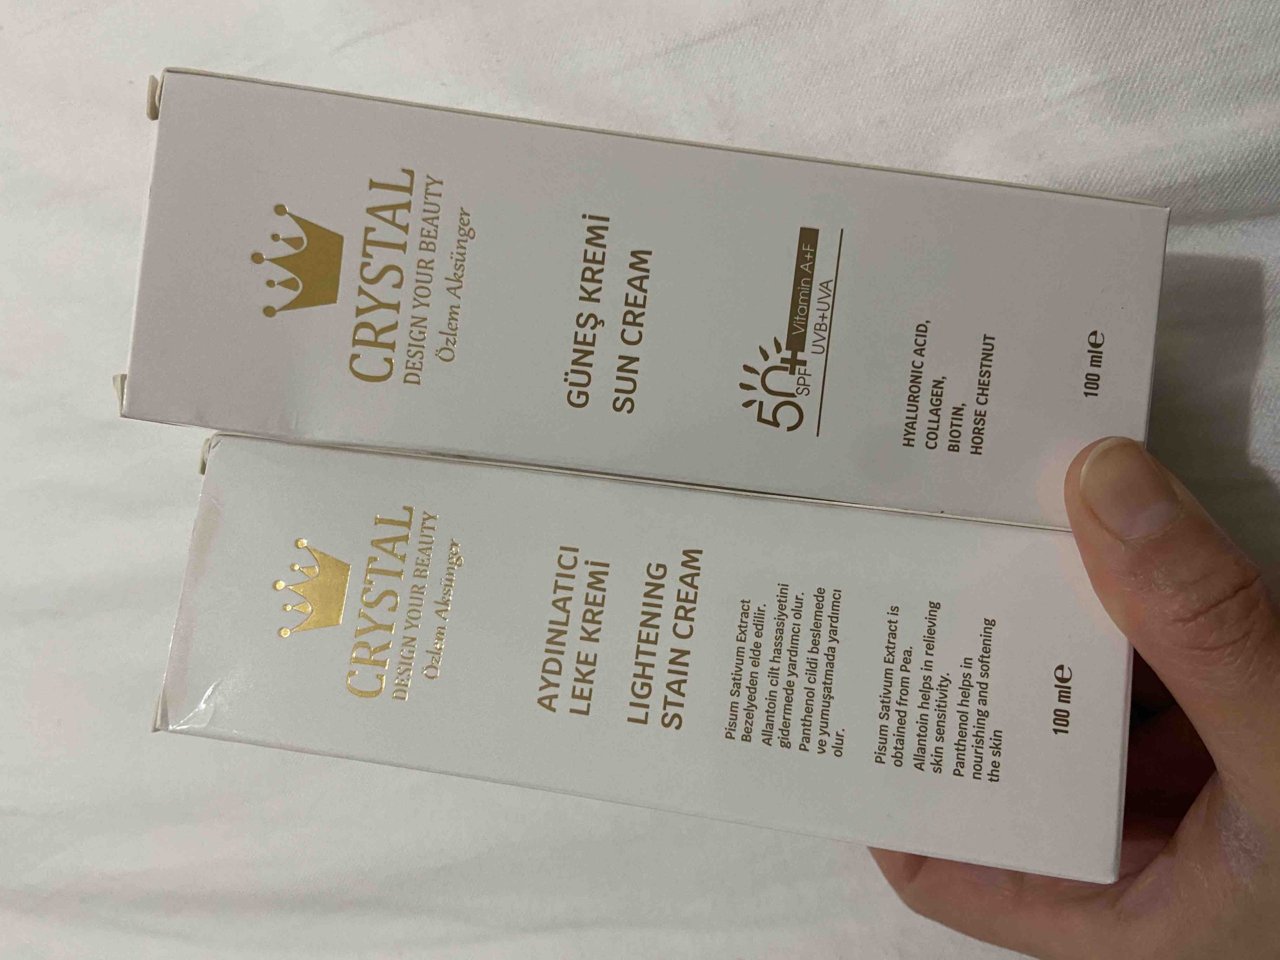 CRYSTAL
DESIGN YOUR BEAUTY
Özlem Aksünger
GÜNEŞ KREMİ
SUN CREAM
50+
SPF
Vitamin A+F
UVB+UVA
HYALURONIC ACID,
COLLAGEN,
BIOTIN,
HORSE CHESTNUT
100 ml℮
CRYSTAL
DESIGN YOUR BEAUTY
Özlem Aksünger
AYDINLATICI
LEKE KREMİ
LIGHTENING
STAIN CREAM
Pisum Sativum Extract
Bezelyeden elde edilir.
Allantoin cilt hassasiyetini
gidermede yardımcı olur.
Panthenol cildi beslemede
ve yumuşatmada yardımcı
olur.
Pisum Sativum Extract is
obtained from Pea.
Allantoin helps in relieving
skin sensitivity.
Panthenol helps in
nourishing and softening
the skin
100 ml℮